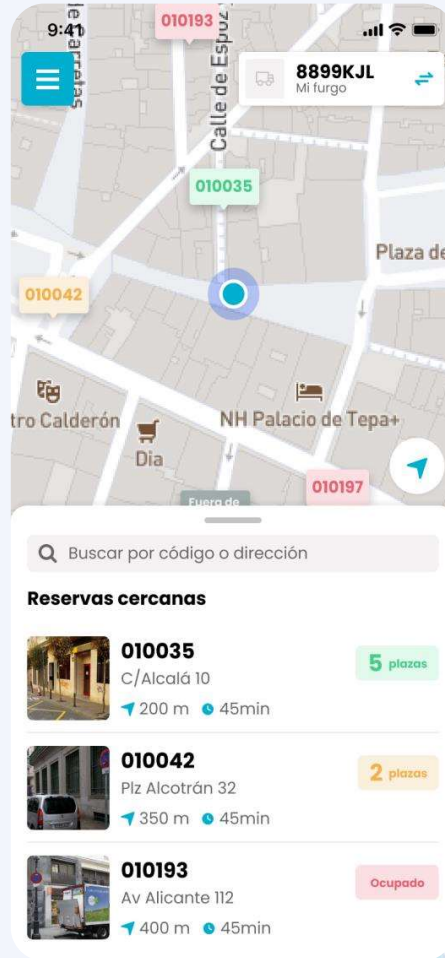 9:41
010193
de Carretas
Calle de Espoz
8899KJL
Mi furgo
010035
Plaza de
010042
tro Calderón
NH Palacio de Tepa+
Dia
010197
Fuera de
Buscar por código o dirección
Reservas cercanas
010035
C/Alcalá 10
5 plazas
200 m 45min
010042
Plz Alcotrán 32
2 plazas
350 m 45min
010193
Av Alicante 112
Ocupado
400 m 45min